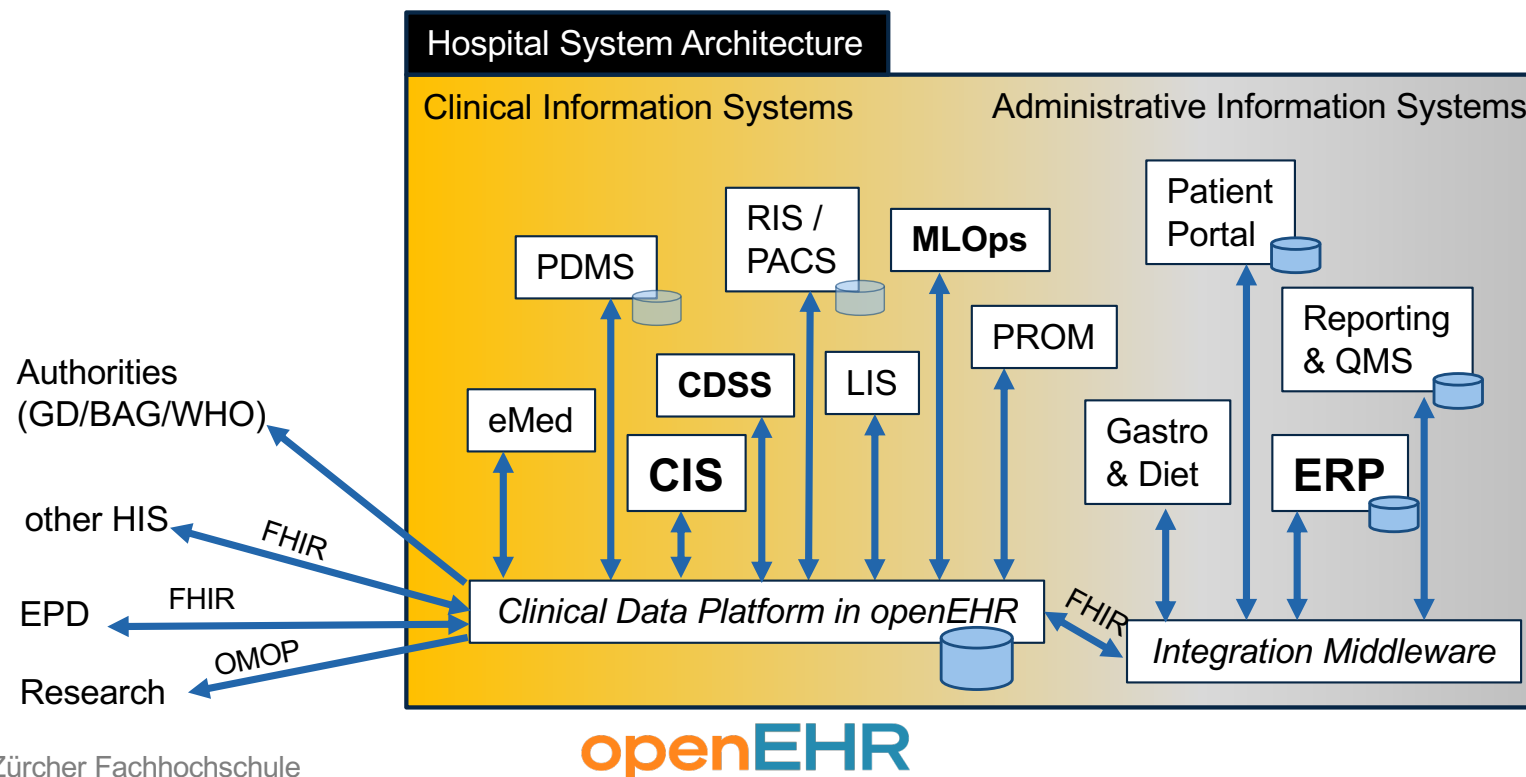 Hospital System Architecture
Clinical Information Systems
Administrative Information Systems
Patient
Portal
RIS /
PACS
MLOps
PDMS
Reporting
& QMS
PROM
Authorities
(GD/BAG/WHO)
CDSS
LIS
eMed
Gastro
& Diet
CIS
ERP
other HIS
FHIR
EPD
FHIR
Clinical Data Platform in openEHR
FHIR
Integration Middleware
OMOP
Research
openEHR
Zürcher Fachhochschule